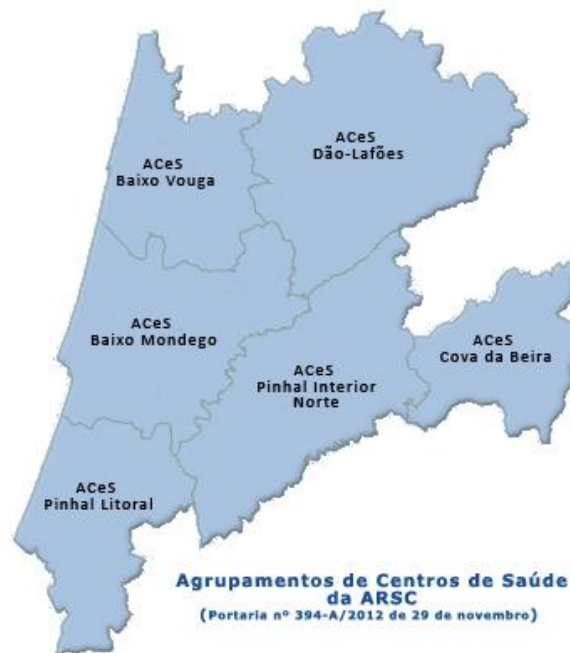 ACeS
Dão-Lafões
ACeS
Baixo Vouga
ACeS
Baixo Mondego
ACeS
Cova da Beira
ACeS
Pinhal Interior
Norte
ACeS
Pinhal Litoral
Agrupamentos de Centros de Saúde
da ARSC
(Portaria nº 394-A/2012 de 29 de novembro)